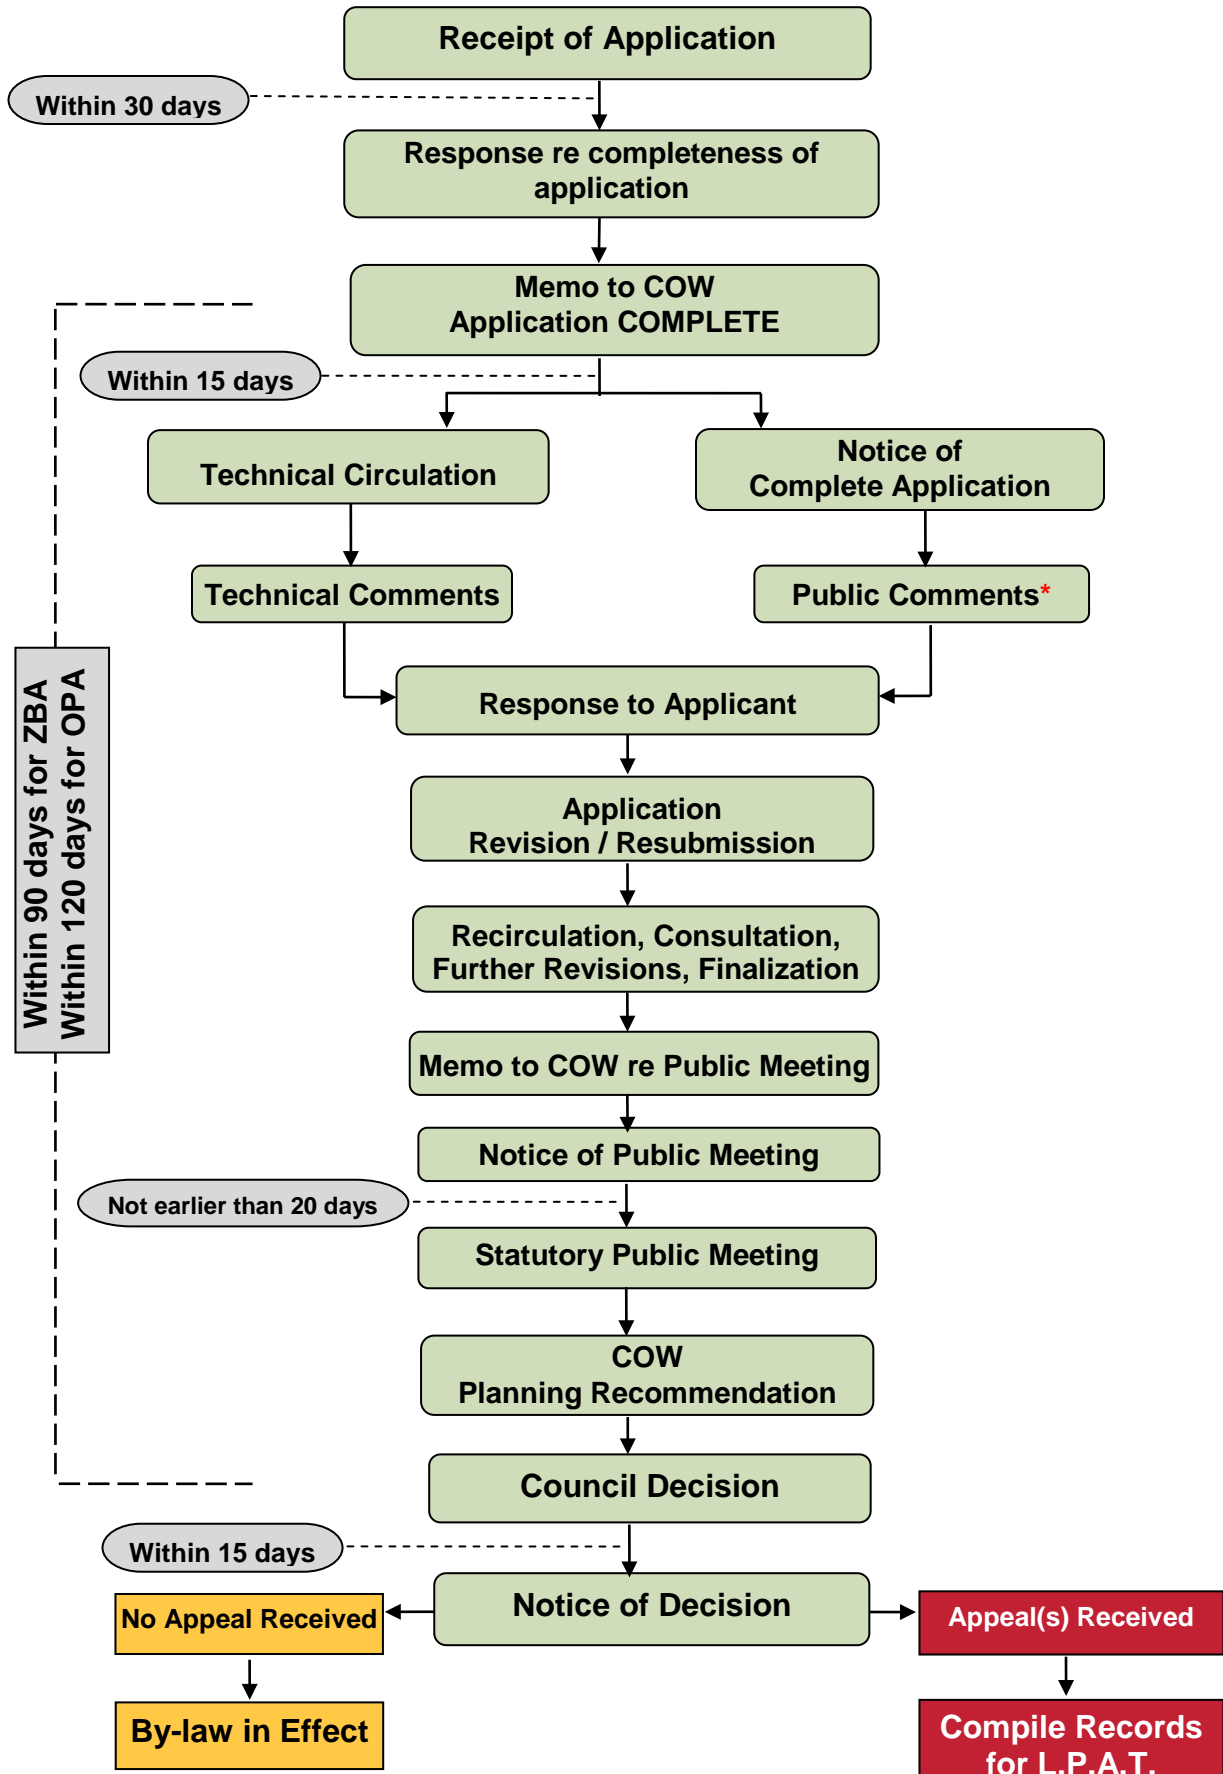 Receipt of Application
Within 30 days
Response re completeness of
application
Memo to COW
Application COMPLETE
Within 15 days
Technical Circulation
Notice of
Complete Application
Technical Comments
Public Comments*
Response to Applicant
Within 90 days for ZBA
Within 120 days for OPA
Application
Revision / Resubmission
Recirculation, Consultation,
Further Revisions, Finalization
Memo to COW re Public Meeting
Notice of Public Meeting
Not earlier than 20 days
Statutory Public Meeting
COW
Planning Recommendation
Council Decision
Within 15 days
Notice of Decision
No Appeal Received
Appeal(s) Received
By-law in Effect
Compile Records
for L.P.A.T.